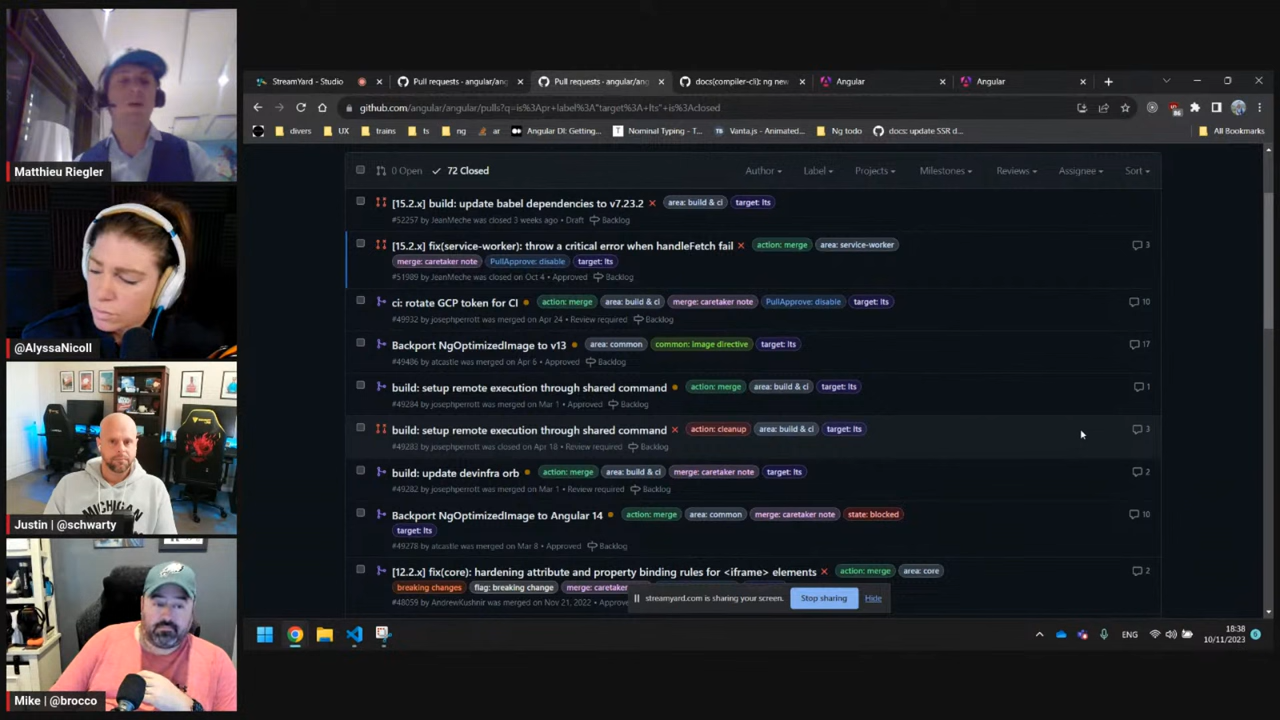 Matthieu Riegler
@AlyssaNicoll
MICHIGAN
Justin | @schwarty
Mike | @brocco
StreamYard - Studio
Pull requests · angular/an
Pull requests · angular/an
docs(compiler-cli): ng new
Angular
Angular
github.com/angular/angular/pulls?q=is%3Apr+label%3A"target%3A+lts"+is%3Aclosed
divers UX trains ts ng ar Angular DI: Getting... Nominal Typing - T... Vanta.js - Animated... Ng todo docs: update SSR d... All Bookmarks
0 Open 72 Closed Author Label Projects Milestones Reviews Assignee Sort
[15.2.x] build: update babel dependencies to v7.23.2 area: build & ci target: lts
#52257 by JeanMeche was closed 3 weeks ago • Draft Backlog
[15.2.x] fix(service-worker): throw a critical error when handleFetch fail action: merge area: service-worker 3
merge: caretaker note PullApprove: disable target: lts
#51989 by JeanMeche was closed on Oct 4 • Approved Backlog
ci: rotate GCP token for CI action: merge area: build & ci merge: caretaker note PullApprove: disable target: lts 10
#49932 by josephperrott was merged on Apr 24 • Review required Backlog
Backport NgOptimizedImage to v13 area: common common: image directive target: lts 17
#49486 by atcastle was merged on Apr 6 • Approved Backlog
build: setup remote execution through shared command action: merge area: build & ci target: lts 1
#49284 by josephperrott was merged on Mar 1 • Approved Backlog
build: setup remote execution through shared command action: cleanup area: build & ci target: lts 3
#49283 by josephperrott was closed on Apr 18 • Review required Backlog
build: update devinfra orb action: merge area: build & ci merge: caretaker note target: lts 2
#49282 by josephperrott was merged on Mar 1 • Review required Backlog
Backport NgOptimizedImage to Angular 14 action: merge area: common merge: caretaker note state: blocked 10
target: lts
#49278 by atcastle was merged on Mar 8 • Approved Backlog
[12.2.x] fix(core): hardening attribute and property binding rules for <iframe> elements action: merge area: core 2
breaking changes flag: breaking change merge: caretaker
#48059 by AndrewKushnir was merged on Nov 21, 2022 • Approve
streamyard.com is sharing your screen. Stop sharing Hide
ENG 18:38
10/11/2023 6